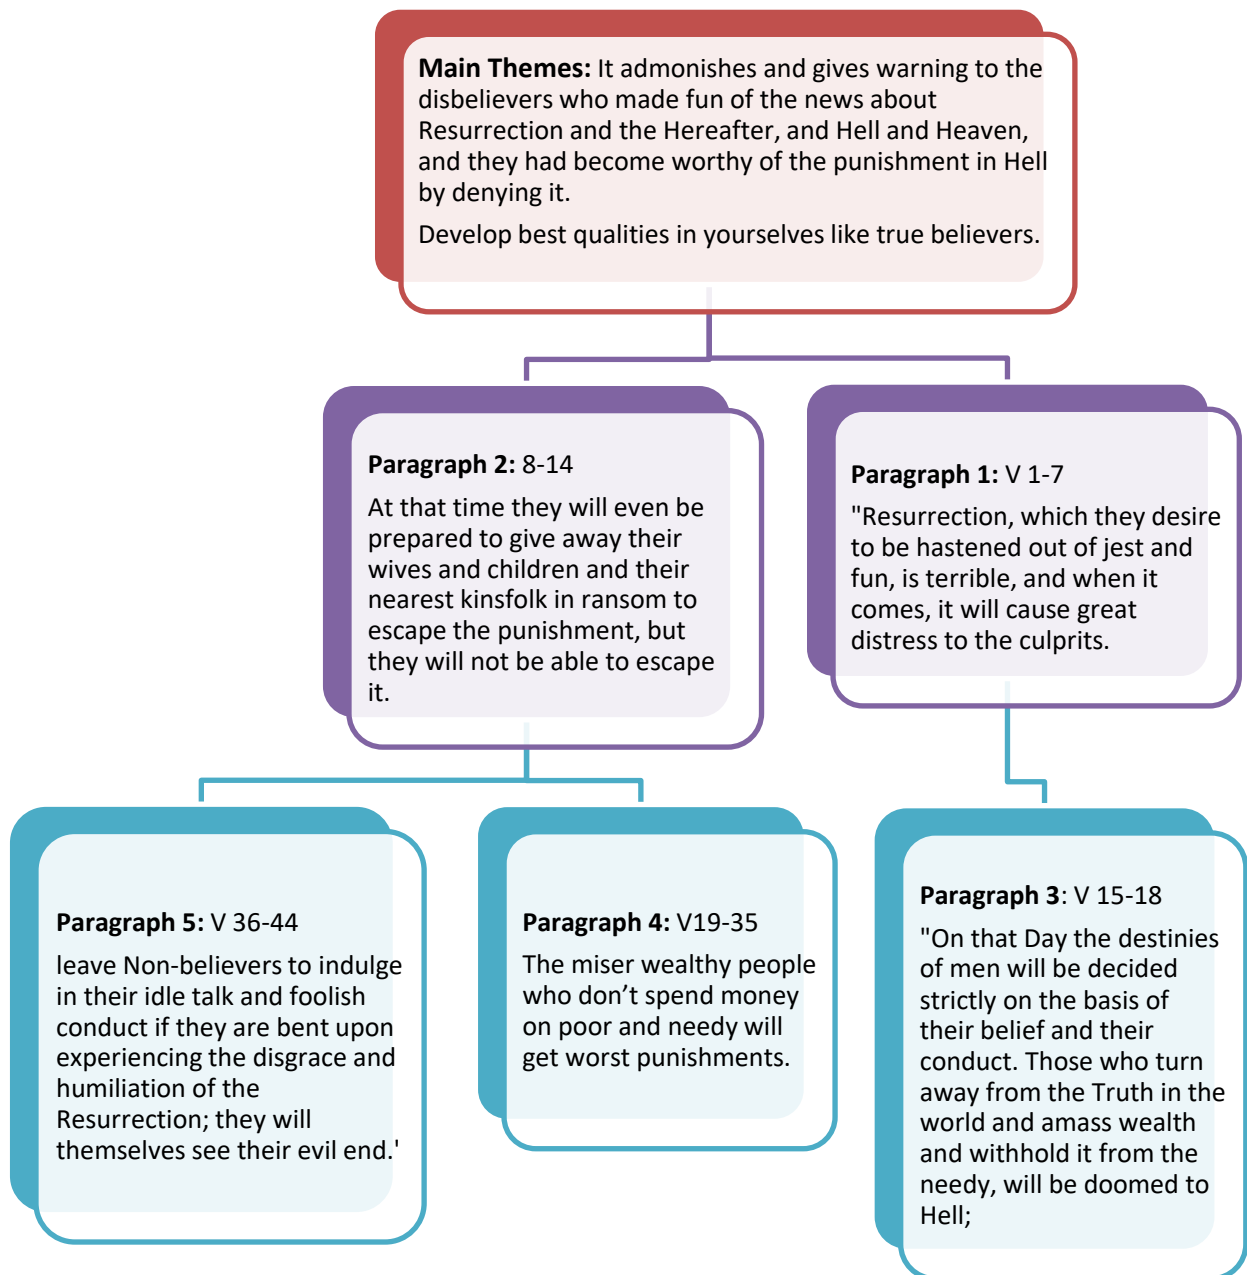 Main Themes: It admonishes and gives warning to the
disbelievers who made fun of the news about
Resurrection and the Hereafter, and Hell and Heaven,
and they had become worthy of the punishment in Hell
by denying it.
Develop best qualities in yourselves like true believers.
Paragraph 2: 8-14
At that time they will even be
prepared to give away their
wives and children and their
nearest kinsfolk in ransom to
escape the punishment, but
they will not be able to escape
it.
Paragraph 1: V 1-7
"Resurrection, which they desire
to be hastened out of jest and
fun, is terrible, and when it
comes, it will cause great
distress to the culprits.
Paragraph 5: V 36-44
leave Non-believers to indulge
in their idle talk and foolish
conduct if they are bent upon
experiencing the disgrace and
humiliation of the
Resurrection; they will
themselves see their evil end.'
Paragraph 4: V19-35
The miser wealthy people
who don’t spend money
on poor and needy will
get worst punishments.
Paragraph 3: V 15-18
"On that Day the destinies
of men will be decided
strictly on the basis of
their belief and their
conduct. Those who turn
away from the Truth in the
world and amass wealth
and withhold it from the
needy, will be doomed to
Hell;